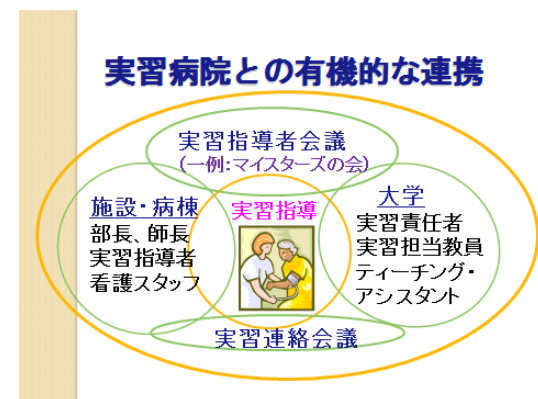 実習病院との有機的な連携
実習指導者会議
(一例:マイスターズの会)
施設・病棟
部長、師長
実習指導者
看護スタッフ
実習指導
大学
実習責任者
実習担当教員
ティーチング・
アシスタント
実習連絡会議